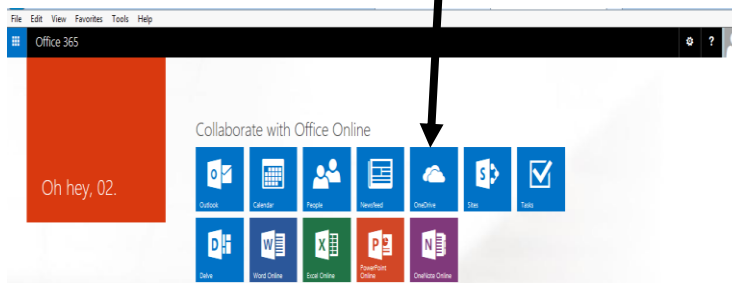 File Edit View Favorites Tools Help
Office 365 ?
Collaborate with Office Online
Oh hey, 02.
Outlook Calendar People Newsfeed OneDrive Sites Tasks
Delve Word Online Excel Online PowerPoint Online OneNote Online